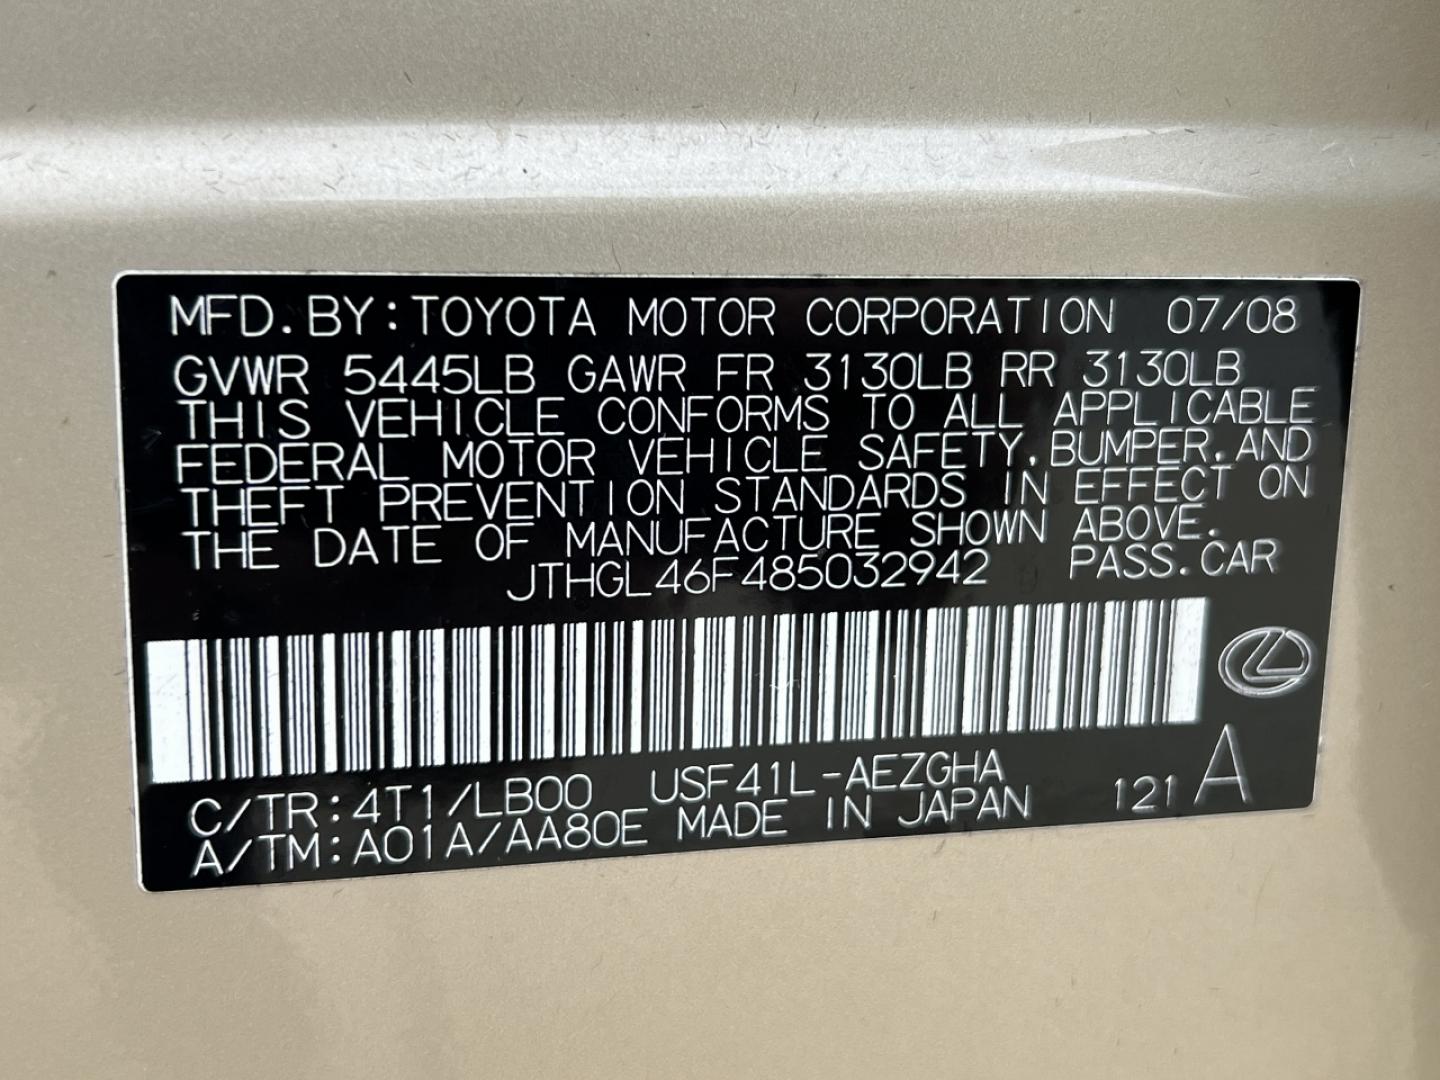 MFD. BY: TOYOTA MOTOR CORPORATION 07/08
GVWR 5445LB GAWR FR 3130LB RR 3130LB
THIS VEHICLE CONFORMS TO ALL APPLICABLE
FEDERAL MOTOR VEHICLE SAFETY, BUMPER, AND
THEFT PREVENTION STANDARDS IN EFFECT ON
THE DATE OF MANUFACTURE SHOWN ABOVE.
JTHGL46F485032942 PASS. CAR
C/TR: 4T1/LB00 USF41L-AEZGHA
A/TM: A01A/AA80E MADE IN JAPAN 121 A